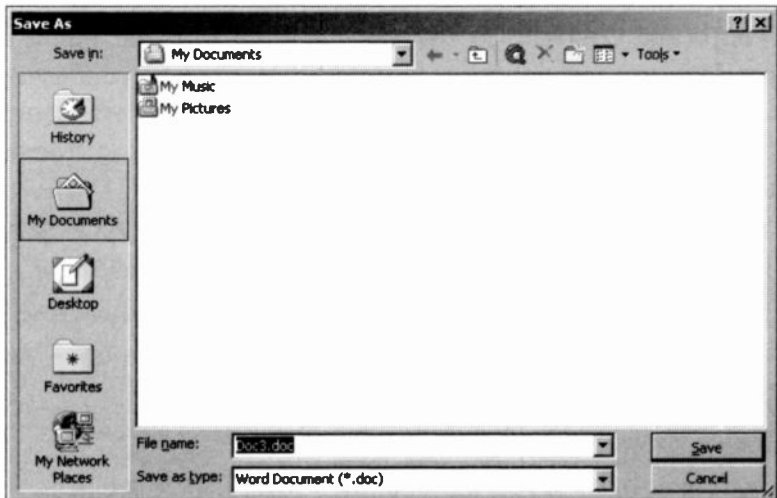 Save As
Save in: My Documents Tools
My Music
My Pictures
History
My Documents
Desktop
Favorites
My Network
Places
File name: Doc3.doc Save
Save as type: Word Document (*.doc) Cancel